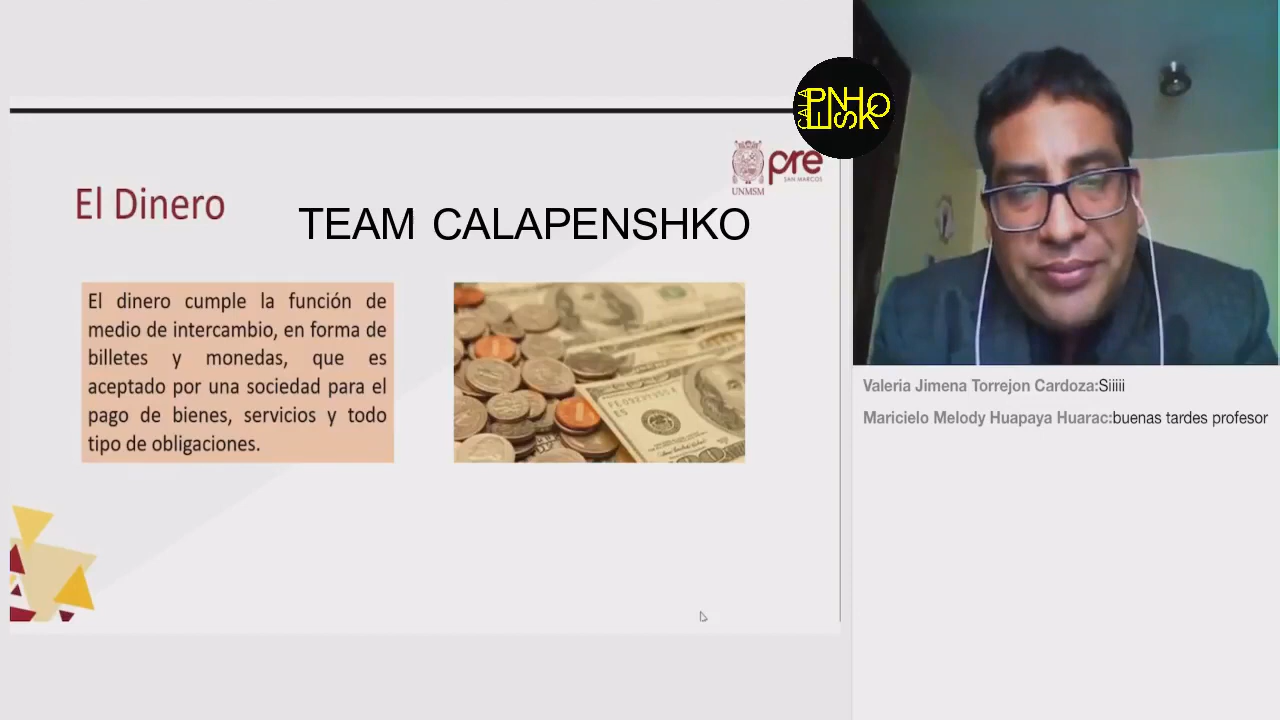 CALA
PENSHKO
pre
SAN MARCOS
UNMSM
El Dinero
TEAM CALAPENSHKO
El dinero cumple la función de
medio de intercambio, en forma de
billetes y monedas, que es
aceptado por una sociedad para el
pago de bienes, servicios y todo
tipo de obligaciones.
Valeria Jimena Torrejon Cardoza:Siiiii
Maricielo Melody Huapaya Huarac:buenas tardes profesor